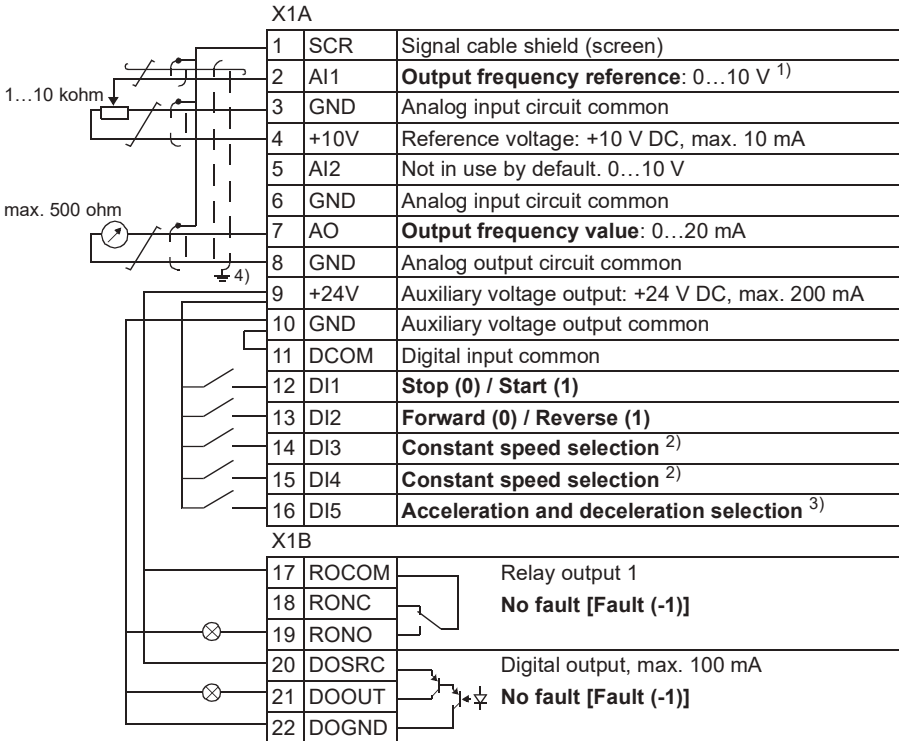 X1A
1 SCR Signal cable shield (screen)
2 AI1 Output frequency reference: 0…10 V 1)
1…10 kohm
3 GND Analog input circuit common
4 +10V Reference voltage: +10 V DC, max. 10 mA
5 AI2 Not in use by default. 0…10 V
6 GND Analog input circuit common
max. 500 ohm
7 AO Output frequency value: 0…20 mA
8 GND Analog output circuit common
4)
9 +24V Auxiliary voltage output: +24 V DC, max. 200 mA
10 GND Auxiliary voltage output common
11 DCOM Digital input common
12 DI1 Stop (0) / Start (1)
13 DI2 Forward (0) / Reverse (1)
14 DI3 Constant speed selection 2)
15 DI4 Constant speed selection 2)
16 DI5 Acceleration and deceleration selection 3)
X1B
17 ROCOM Relay output 1
18 RONC No fault [Fault (-1)]
19 RONO
20 DOSRC Digital output, max. 100 mA
21 DOOUT No fault [Fault (-1)]
22 DOGND